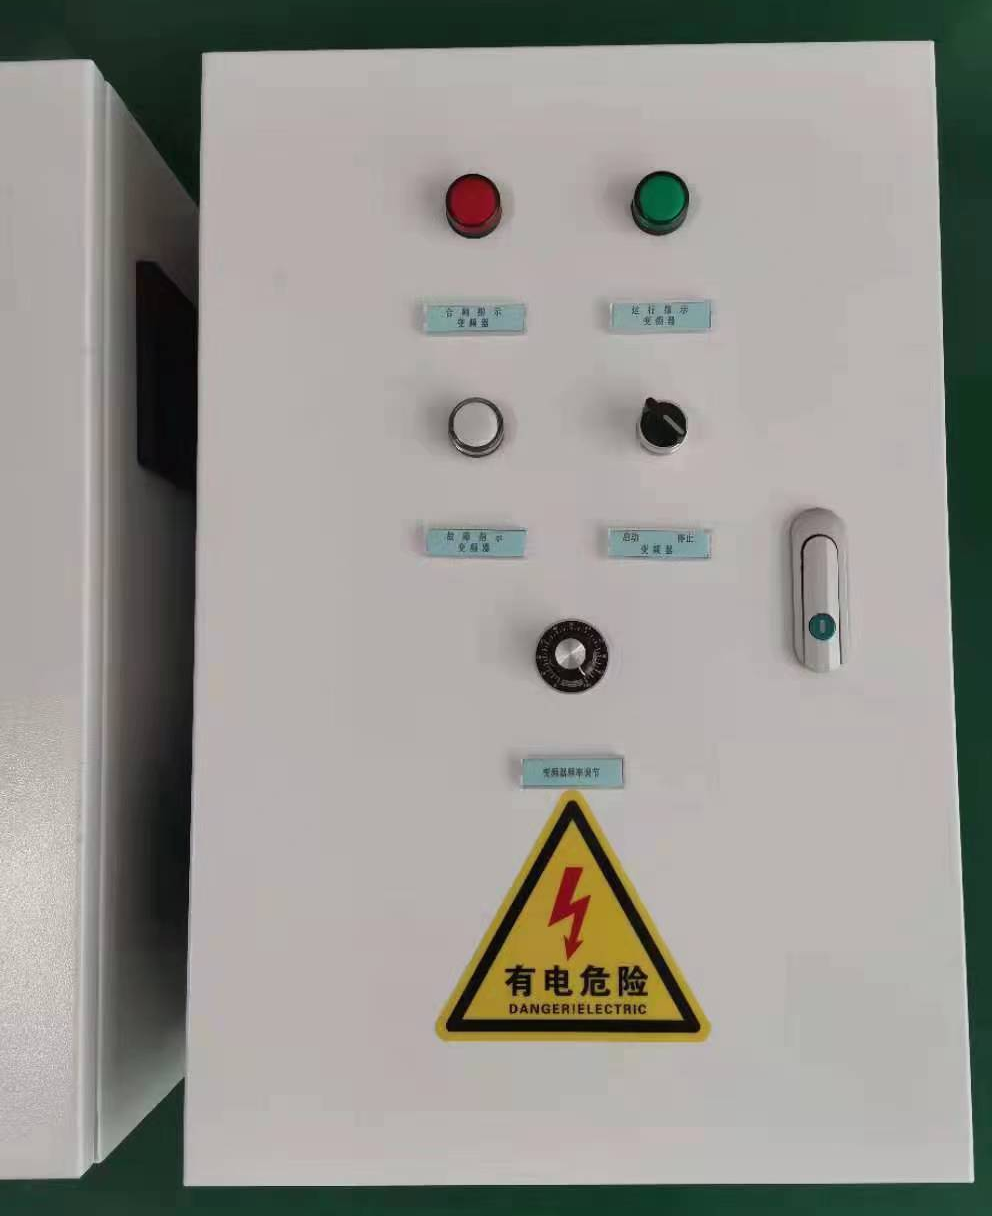 合 闸 指 示
变 频 器
运 行 指 示
变 频 器
故 障 指 示
变 频 器
启动 停止
变 频 器
变频器频率调节
有电危险
DANGER!ELECTRIC